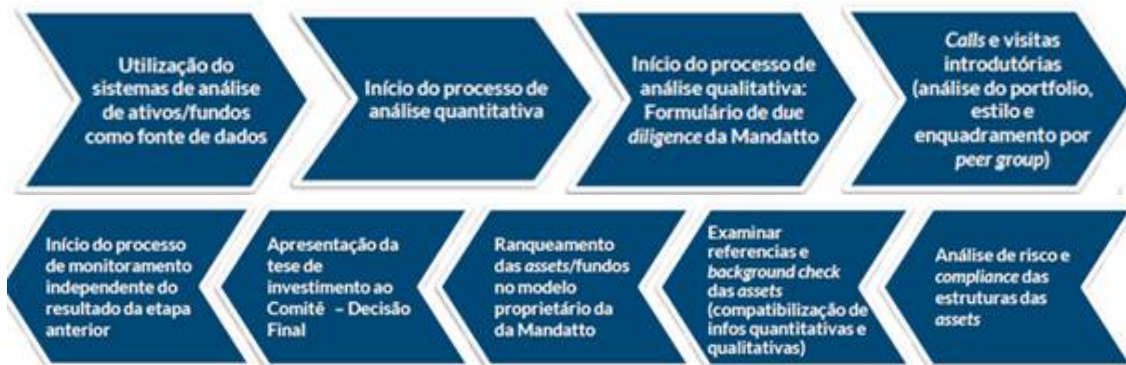 Utilização do
sistemas de análise
de ativos/fundos
como fonte de dados
Início do processo de
análise quantitativa
Início do processo de
análise qualitativa:
Formulário de due
diligence da Mandatto
Calls e visitas
introdutórias
(análise do portfolio,
estilo e
enquadramento por
peer group)
Análise de risco e
compliance das
estruturas das
assets
Examinar
referencias e
background check
das assets
(compatibilização de
infos quantitativas e
qualitativas)
Ranqueamento
das assets/fundos
no modelo
proprietário da
da Mandatto
Apresentação da
tese de
investimento ao
Comitê - Decisão
Final
Início do processo
de monitoramento
independente do
resultado da etapa
anterior